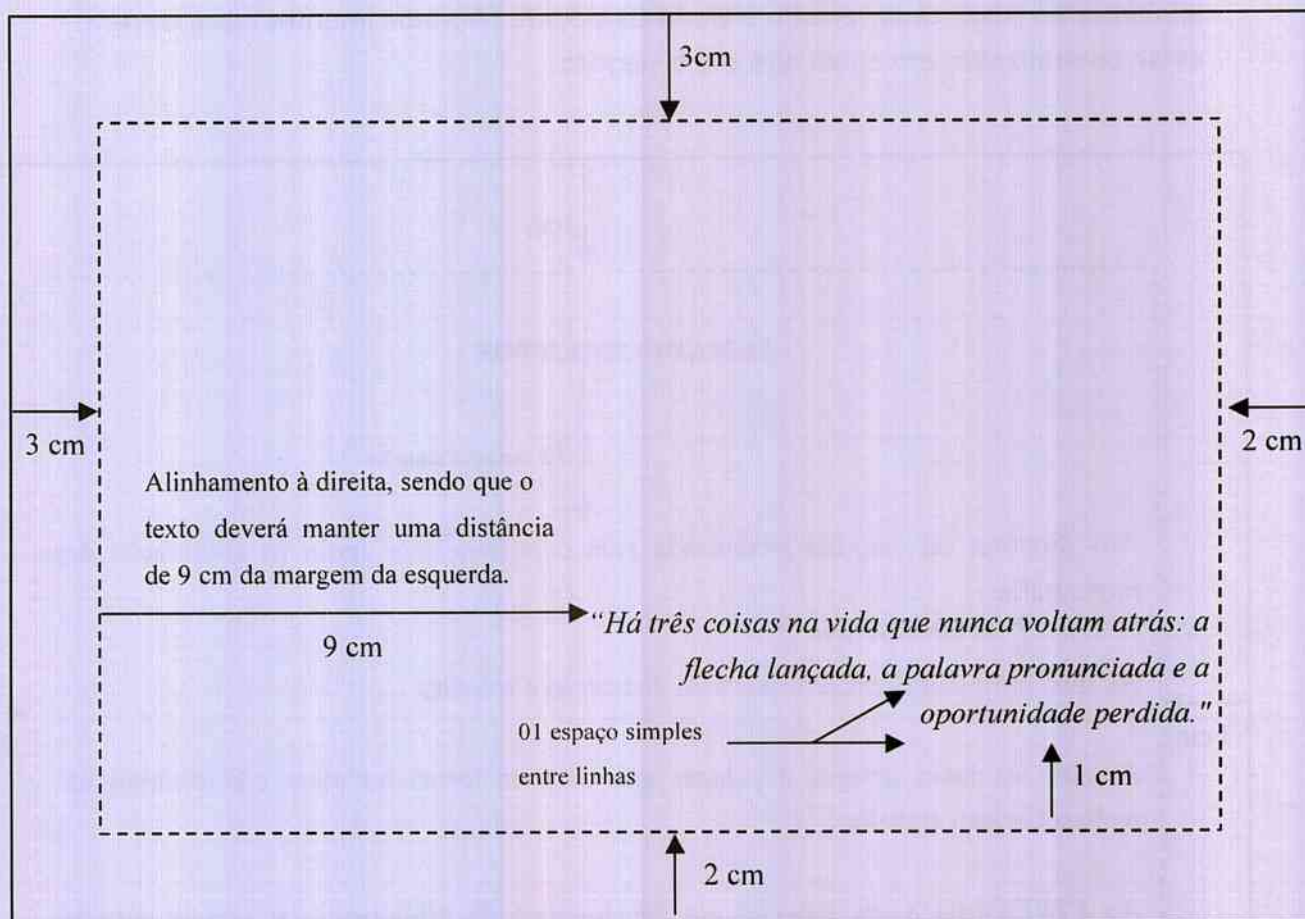 3cm
3 cm
2 cm
Alinhamento à direita, sendo que o
texto deverá manter uma distância
de 9 cm da margem da esquerda.
9 cm
“Há três coisas na vida que nunca voltam atrás: a
flecha lançada, a palavra pronunciada e a
oportunidade perdida."
01 espaço simples
entre linhas
1 cm
2 cm